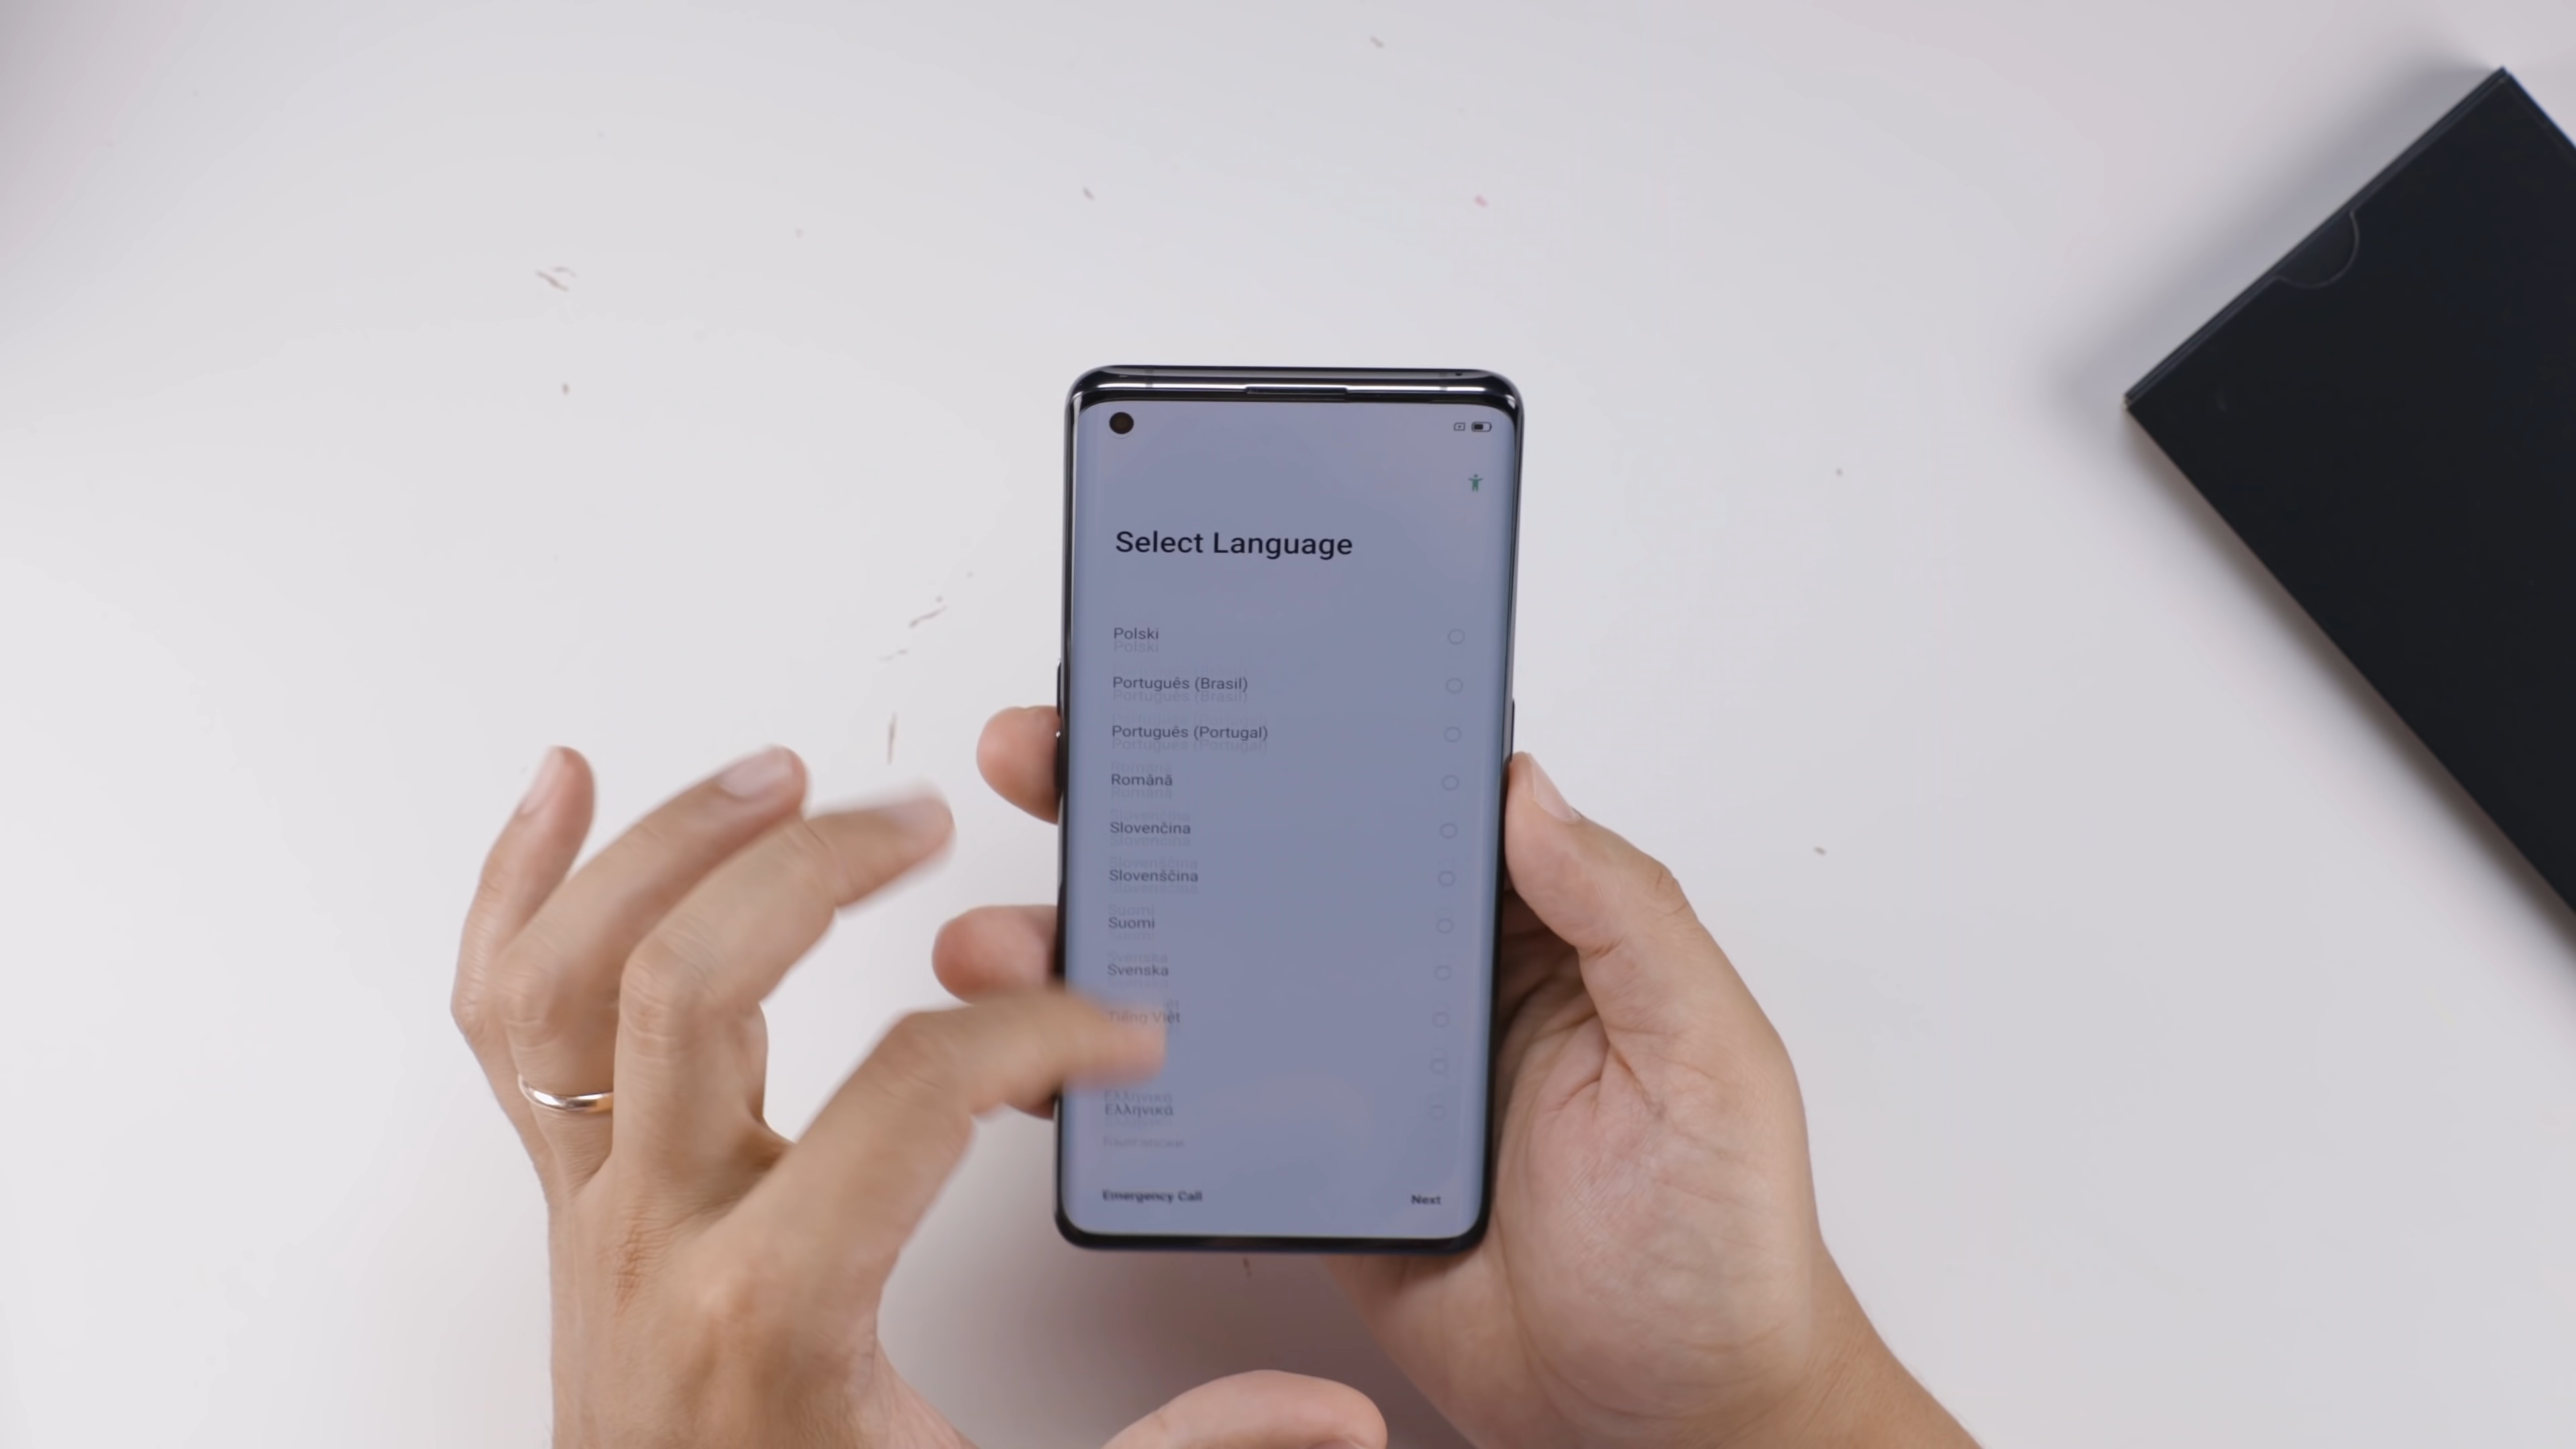 Select Language
Polski
Português (Brasil)
Português (Portugal)
Română
Slovenčina
Slovenščina
Suomi
Svenska
Tiếng Việt
Ελληνικά
Emergency Call
Next